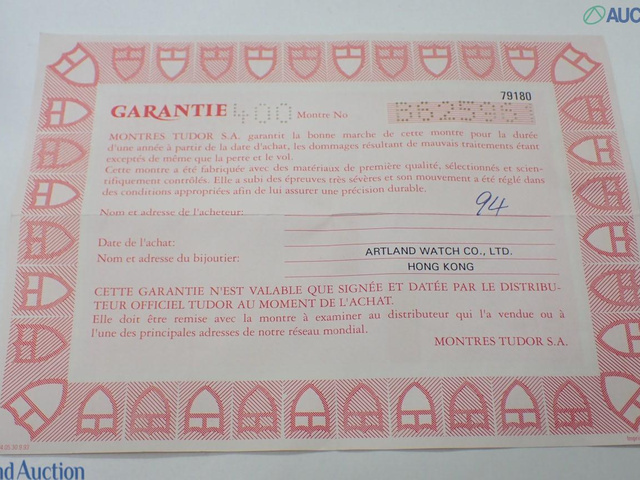 AUC
79180
GARANTIE 400 Montre No
MONTRES TUDOR S.A. garantit la bonne marche de cette montre pour la durée
d'une année à partir de la date d'achat, les dommages résultant de mauvais traitements étant
exceptés de même que la perte et le vol.
Cette montre a été fabriquée avec des matériaux de première qualité, sélectionnés et scien-
tifiquement contrôlés. Elle a subi des épreuves très sévères et son mouvement a été réglé dans
des conditions appropriées afin de lui assurer une précision durable.
Nom et adresse de l'acheteur:
94
Date de l'achat:
Nom et adresse du bijoutier:
ARTLAND WATCH CO., LTD.
HONG KONG
CETTE GARANTIE N'EST VALABLE QUE SIGNÉE ET DATÉE PAR LE DISTRIBU-
TEUR OFFICIEL TUDOR AU MOMENT DE L'ACHAT.
Elle doit être remise avec la montre à examiner au distributeur qui l'a vendue ou à
l'une des principales adresses de notre réseau mondial.
MONTRES TUDOR S.A.
nd Auction